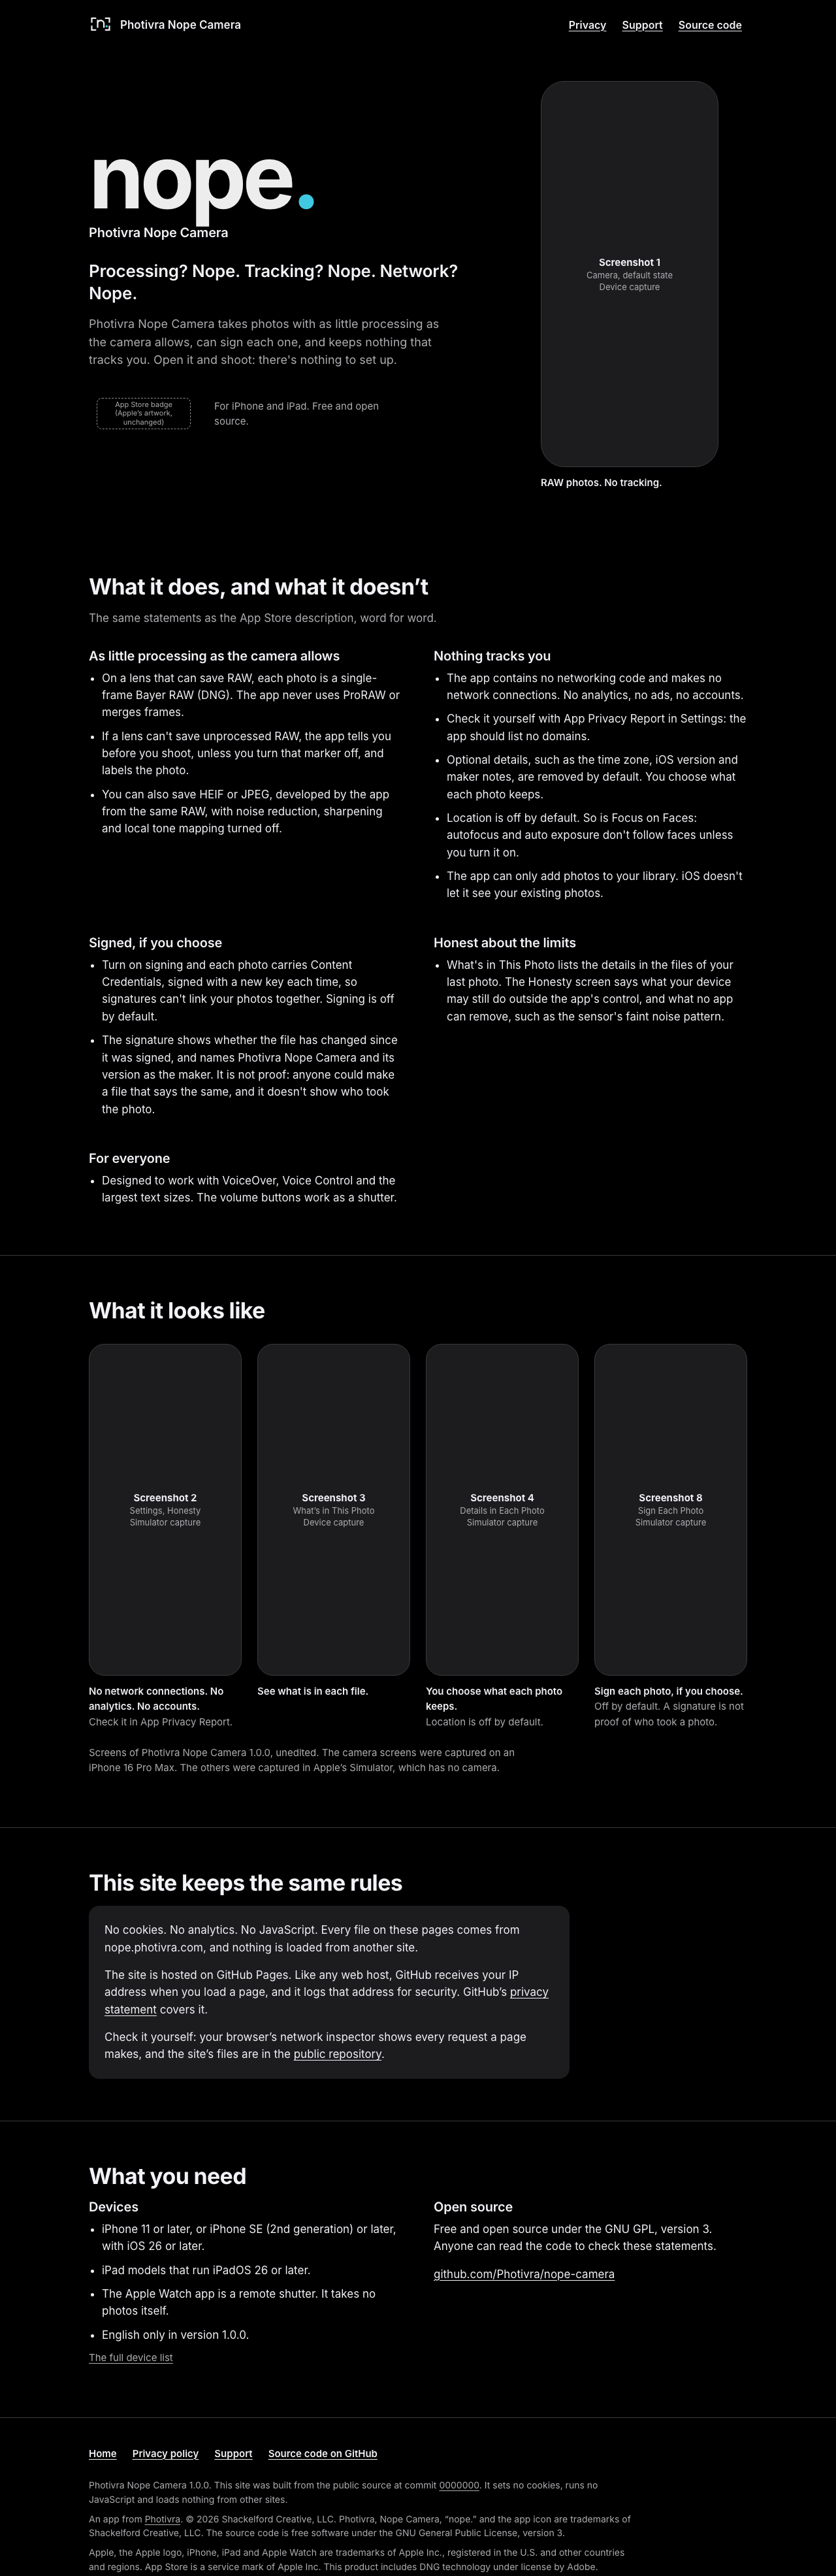 Photivra Nope Camera
Privacy Support Source code
nope.
Photivra Nope Camera
Processing? Nope. Tracking? Nope. Network?
Nope.
Photivra Nope Camera takes photos with as little processing as
the camera allows, can sign each one, and keeps nothing that
tracks you. Open it and shoot: there's nothing to set up.
App Store badge
(Apple's artwork,
unchanged)
For iPhone and iPad. Free and open
source.
Screenshot 1
Camera, default state
Device capture
RAW photos. No tracking.
What it does, and what it doesn’t
The same statements as the App Store description, word for word.
As little processing as the camera allows
• On a lens that can save RAW, each photo is a single-
frame Bayer RAW (DNG). The app never uses ProRAW or
merges frames.
• If a lens can't save unprocessed RAW, the app tells you
before you shoot, unless you turn that marker off, and
labels the photo.
• You can also save HEIF or JPEG, developed by the app
from the same RAW, with noise reduction, sharpening
and local tone mapping turned off.
Nothing tracks you
• The app contains no networking code and makes no
network connections. No analytics, no ads, no accounts.
• Check it yourself with App Privacy Report in Settings: the
app should list no domains.
• Optional details, such as the time zone, iOS version and
maker notes, are removed by default. You choose what
each photo keeps.
• Location is off by default. So is Focus on Faces:
autofocus and auto exposure don't follow faces unless
you turn it on.
• The app can only add photos to your library. iOS doesn't
let it see your existing photos.
Signed, if you choose
• Turn on signing and each photo carries Content
Credentials, signed with a new key each time, so
signatures can't link your photos together. Signing is off
by default.
• The signature shows whether the file has changed since
it was signed, and names Photivra Nope Camera and its
version as the maker. It is not proof: anyone could make
a file that says the same, and it doesn't show who took
the photo.
Honest about the limits
• What's in This Photo lists the details in the files of your
last photo. The Honesty screen says what your device
may still do outside the app's control, and what no app
can remove, such as the sensor's faint noise pattern.
For everyone
• Designed to work with VoiceOver, Voice Control and the
largest text sizes. The volume buttons work as a shutter.
What it looks like
Screenshot 2
Settings, Honesty
Simulator capture
No network connections. No
analytics. No accounts.
Check it in App Privacy Report.
Screenshot 3
What’s in This Photo
Device capture
See what is in each file.
Screenshot 4
Details in Each Photo
Simulator capture
You choose what each photo
keeps.
Location is off by default.
Screenshot 8
Sign Each Photo
Simulator capture
Sign each photo, if you choose.
Off by default. A signature is not
proof of who took a photo.
Screens of Photivra Nope Camera 1.0.0, unedited. The camera screens were captured on an
iPhone 16 Pro Max. The others were captured in Apple’s Simulator, which has no camera.
This site keeps the same rules
No cookies. No analytics. No JavaScript. Every file on these pages comes from
nope.photivra.com, and nothing is loaded from another site.
The site is hosted on GitHub Pages. Like any web host, GitHub receives your IP
address when you load a page, and it logs that address for security. GitHub’s privacy
statement covers it.
Check it yourself: your browser’s network inspector shows every request a page
makes, and the site’s files are in the public repository.
What you need
Devices
• iPhone 11 or later, or iPhone SE (2nd generation) or later,
with iOS 26 or later.
• iPad models that run iPadOS 26 or later.
• The Apple Watch app is a remote shutter. It takes no
photos itself.
• English only in version 1.0.0.
The full device list
Open source
Free and open source under the GNU GPL, version 3.
Anyone can read the code to check these statements.
github.com/Photivra/nope-camera
Home Privacy policy Support Source code on GitHub
Photivra Nope Camera 1.0.0. This site was built from the public source at commit 0000000. It sets no cookies, runs no
JavaScript and loads nothing from other sites.
An app from Photivra. © 2026 Shackelford Creative, LLC. Photivra, Nope Camera, “nope.” and the app icon are trademarks of
Shackelford Creative, LLC. The source code is free software under the GNU General Public License, version 3.
Apple, the Apple logo, iPhone, iPad and Apple Watch are trademarks of Apple Inc., registered in the U.S. and other countries
and regions. App Store is a service mark of Apple Inc. This product includes DNG technology under license by Adobe.